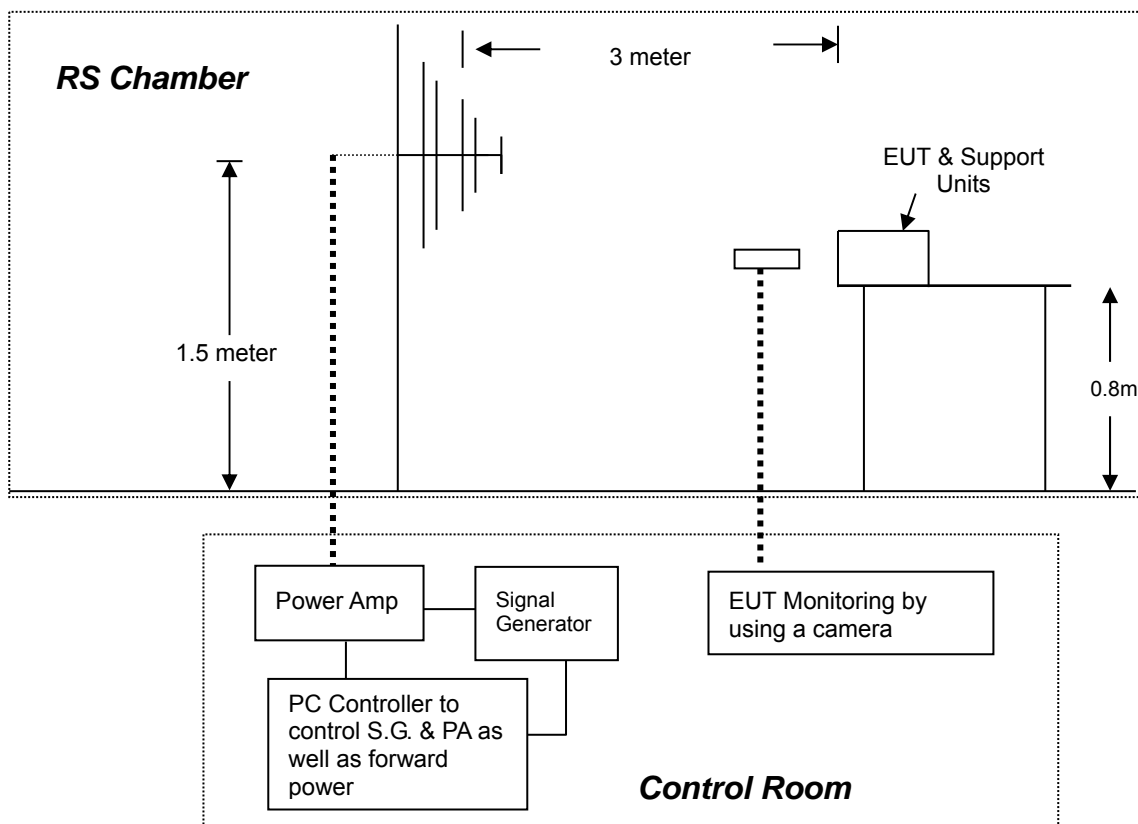 3 meter
RS Chamber
EUT & Support
Units
1.5 meter
0.8m
Power Amp
Signal
Generator
EUT Monitoring by
using a camera
PC Controller to
control S.G. & PA as
well as forward
power
Control Room